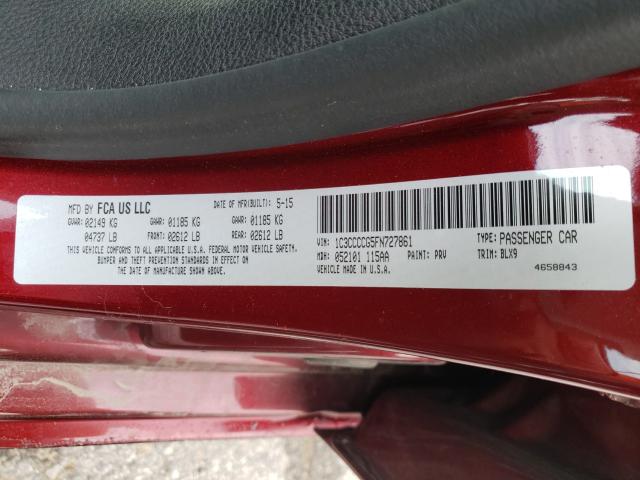 MFD BY FCA US LLC DATE OF MFR(BUILT): 5-15
GVWR: 02149 KG GAWR: 01185 KG GAWR: 01185 KG
04737 LB FRONT: 02612 LB REAR: 02612 LB
THIS VEHICLE CONFORMS TO ALL APPLICABLE U.S.A. FEDERAL MOTOR VEHICLE SAFETY,
BUMPER AND THEFT PREVENTION STANDARDS IN EFFECT ON
THE DATE OF MANUFACTURE SHOWN ABOVE.
VIN: 1C3CCCCG5FN727861 TYPE: PASSENGER CAR
MDH: 052101 115AA PAINT: PRV TRIM: BLX9
MADE IN U.S.A. 4658843